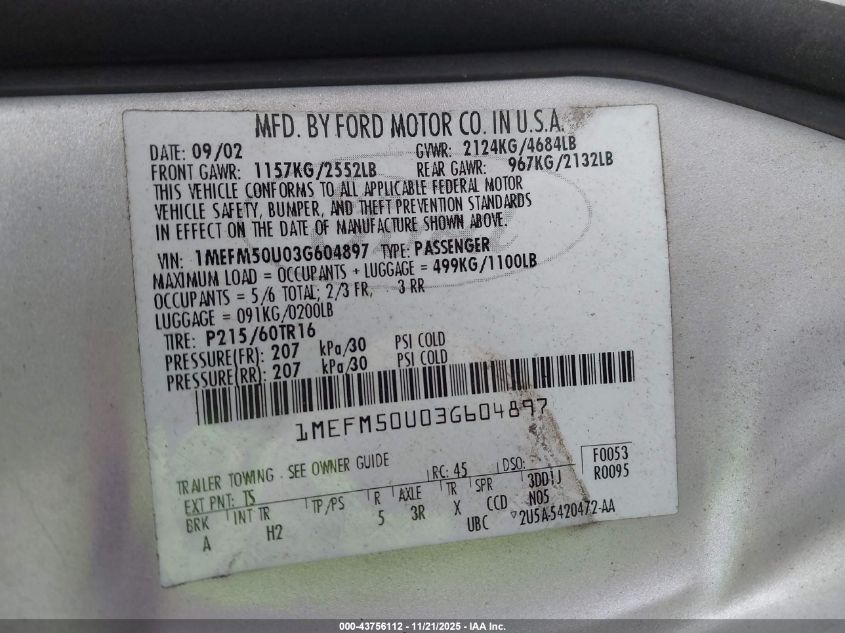 MFD. BY FORD MOTOR CO. IN U.S.A.
DATE: 09/02 GVWR: 2124KG/4684LB
FRONT GAWR: 1157KG/2552LB REAR GAWR: 967KG/2132LB
THIS VEHICLE CONFORMS TO ALL APPLICABLE FEDERAL MOTOR
VEHICLE SAFETY, BUMPER, AND THEFT PREVENTION STANDARDS
IN EFFECT ON THE DATE OF MANUFACTURE SHOWN ABOVE.
VIN: 1MEFM50U03G604897 TYPE: PASSENGER
MAXIMUM LOAD = OCCUPANTS + LUGGAGE = 499KG/1100LB
OCCUPANTS = 5/6 TOTAL; 2/3 FR, 3 RR
LUGGAGE = 091KG/0200LB
TIRE: P215/60TR16
PRESSURE(FR): 207 kPa/30 PSI COLD
PRESSURE(RR): 207 kPa/30 PSI COLD
1MEFM50U03G604897
TRAILER TOWING - SEE OWNER GUIDE
EXT PNT: TS RC: 45 DSO: F0053
BRK INT TR TP/PS R AXLE TR SPR 3DD1J R0095
A H2 5 3R X CCD N05
UBC ▽2U5A-5420472-AA
000-43756112 - 11/21/2025 - IAA Inc.